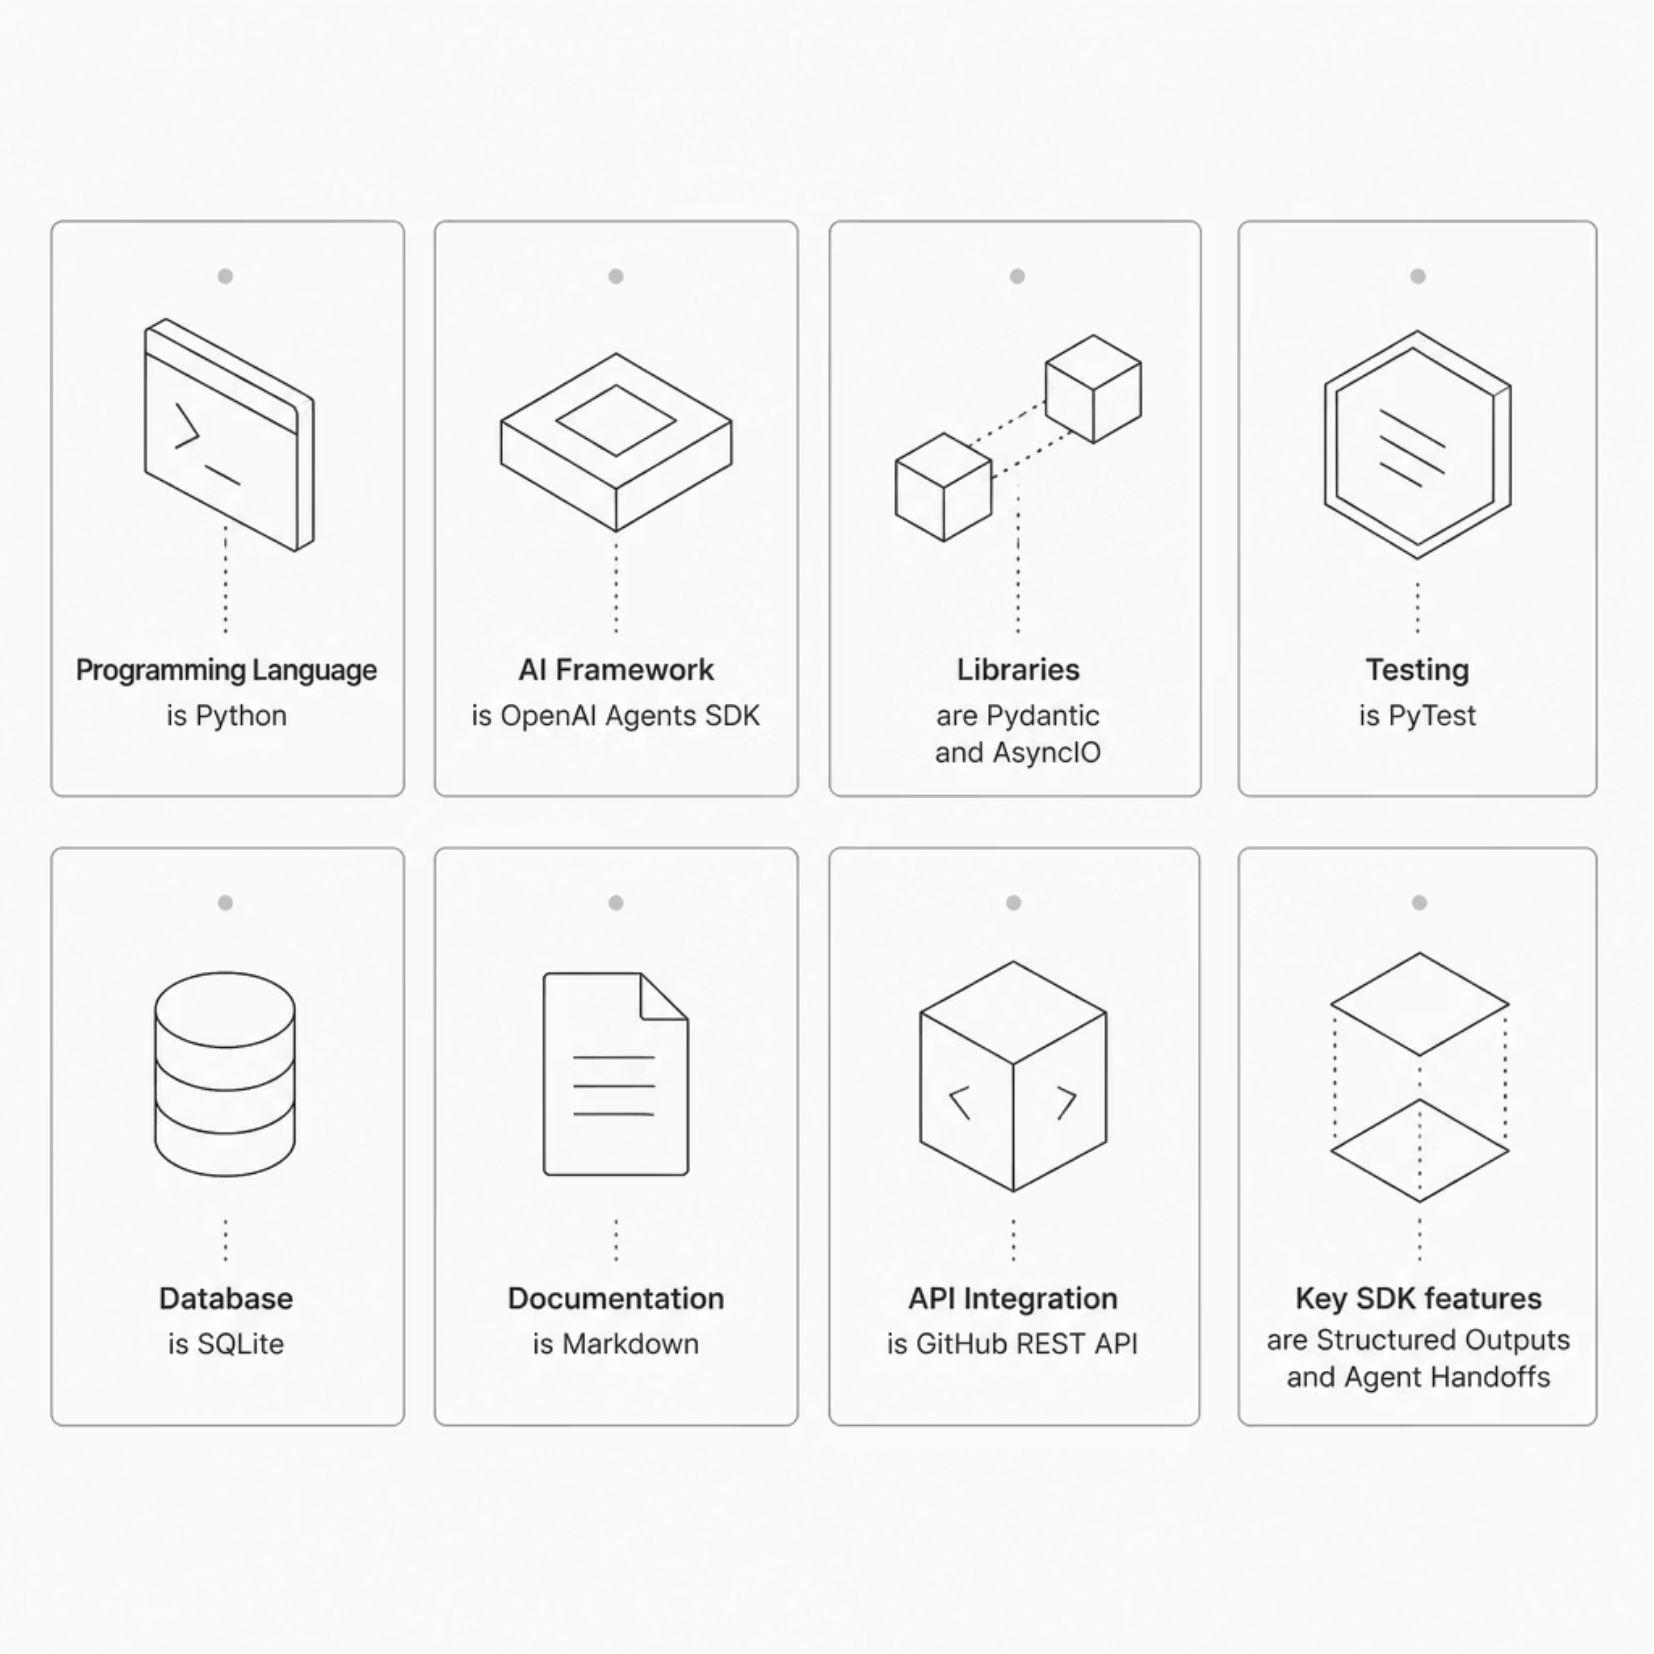 Programming Language
is Python
AI Framework
is OpenAI Agents SDK
Libraries
are Pydantic
and AsyncIO
Testing
is PyTest
Database
is SQLite
Documentation
is Markdown
API Integration
is GitHub REST API
Key SDK features
are Structured Outputs
and Agent Handoffs